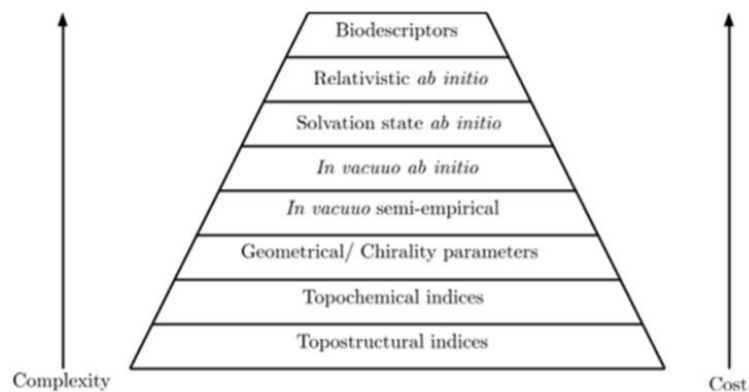 Biodescriptors
Relativistic ab initio
Solvation state ab initio
In vacuuo ab initio
In vacuuo semi-empirical
Geometrical/ Chirality parameters
Topochemical indices
Topostructural indices
Complexity
Cost